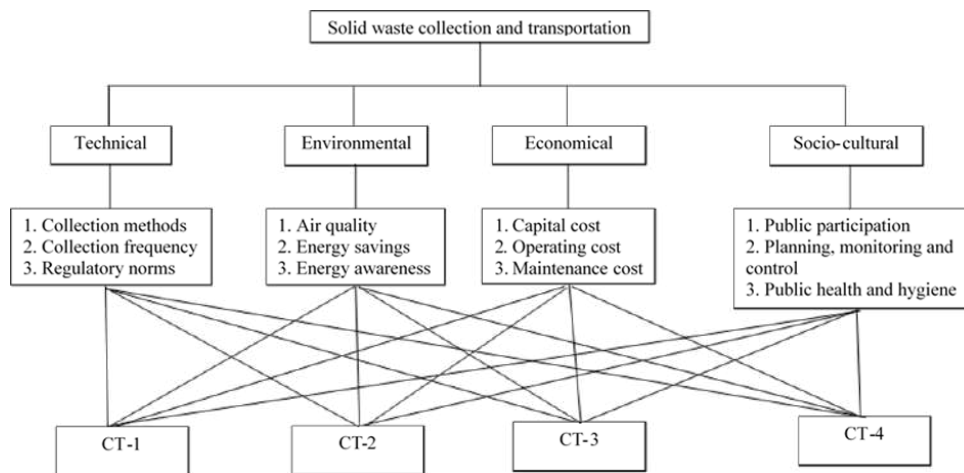 Solid waste collection and transportation
Technical
Environmental
Economical
Socio-cultural
1. Collection methods
2. Collection frequency
3. Regulatory norms
1. Air quality
2. Energy savings
3. Energy awareness
1. Capital cost
2. Operating cost
3. Maintenance cost
1. Public participation
2. Planning, monitoring and
control
3. Public health and hygiene
CT-1
CT-2
CT-3
CT-4